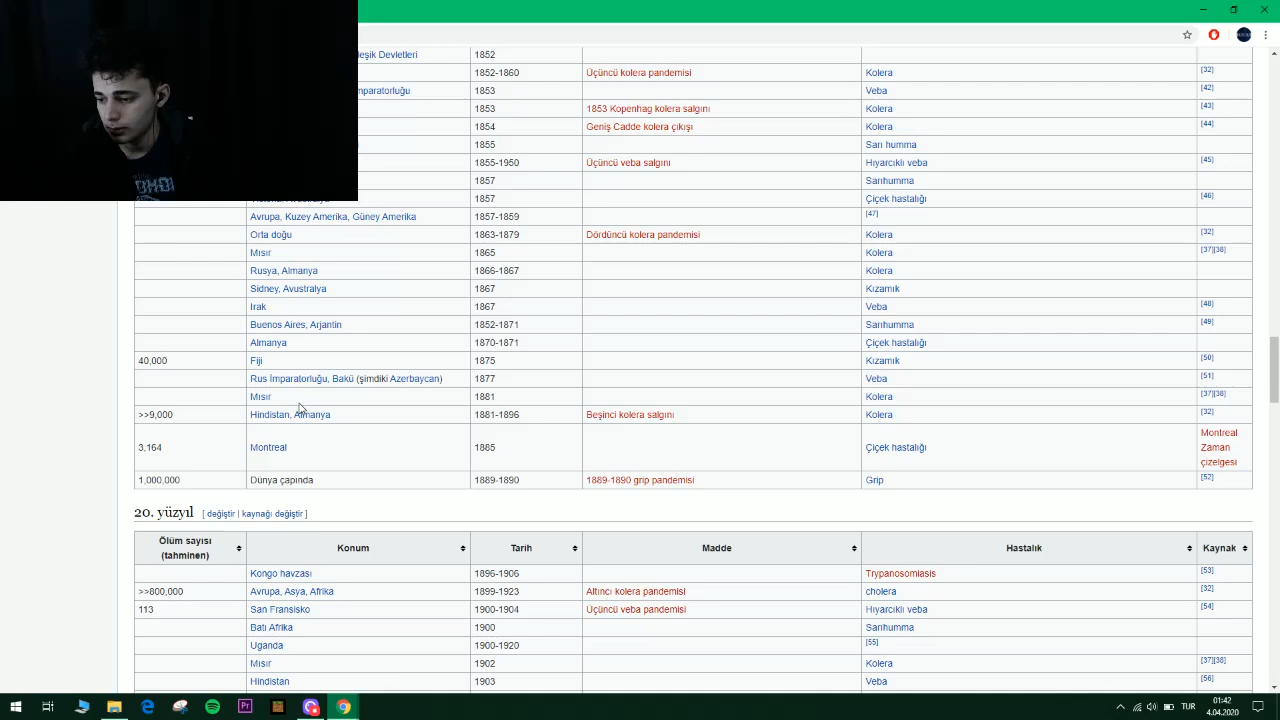 eşik Devletleri 1852
1852-1860 Üçüncü kolera pandemisi Kolera [32]
mparatorluğu 1853 Veba [42]
1853 1853 Kopenhag kolera salgını Kolera [43]
1854 Geniş Cadde kolera çıkışı Kolera [44]
1855 Sarı humma
1855-1950 Üçüncü veba salgını Hıyarcıklı veba [45]
1857 Sarıhumma
1857 Çiçek hastalığı [46]
Avrupa, Kuzey Amerika, Güney Amerika 1857-1859 [47]
Orta doğu 1863-1879 Dördüncü kolera pandemisi Kolera [32]
Mısır 1865 Kolera [37][38]
Rusya, Almanya 1866-1867 Kolera
Sidney, Avustralya 1867 Kızamık
Irak 1867 Veba [48]
Buenos Aires, Arjantin 1852-1871 Sarıhumma [49]
Almanya 1870-1871 Çiçek hastalığı
40,000 Fiji 1875 Kızamık [50]
Rus İmparatorluğu, Bakü (şimdiki Azerbaycan) 1877 Veba [51]
Mısır 1881 Kolera [37][38]
>>9,000 Hindistan, Almanya 1881-1896 Beşinci kolera salgını Kolera [32]
3,164 Montreal 1885 Çiçek hastalığı Montreal
Zaman
çizelgesi
1,000,000 Dünya çapında 1889-1890 1889-1890 grip pandemisi Grip [52]
20. yüzyıl [ değiştir | kaynağı değiştir ]
Ölüm sayısı
(tahminen) Konum Tarih Madde Hastalık Kaynak
Kongo havzası 1896-1906 Trypanosomiasis [53]
>>800,000 Avrupa, Asya, Afrika 1899-1923 Altıncı kolera pandemisi cholera [32]
113 San Fransisko 1900-1904 Üçüncü veba pandemisi Hıyarcıklı veba [54]
Batı Afrika 1900 Sarıhumma
Uganda 1900-1920 [55]
Mısır 1902 Kolera [37][38]
Hindistan 1903 Veba [56]
Pr
TUR
01:42
4.04.2020